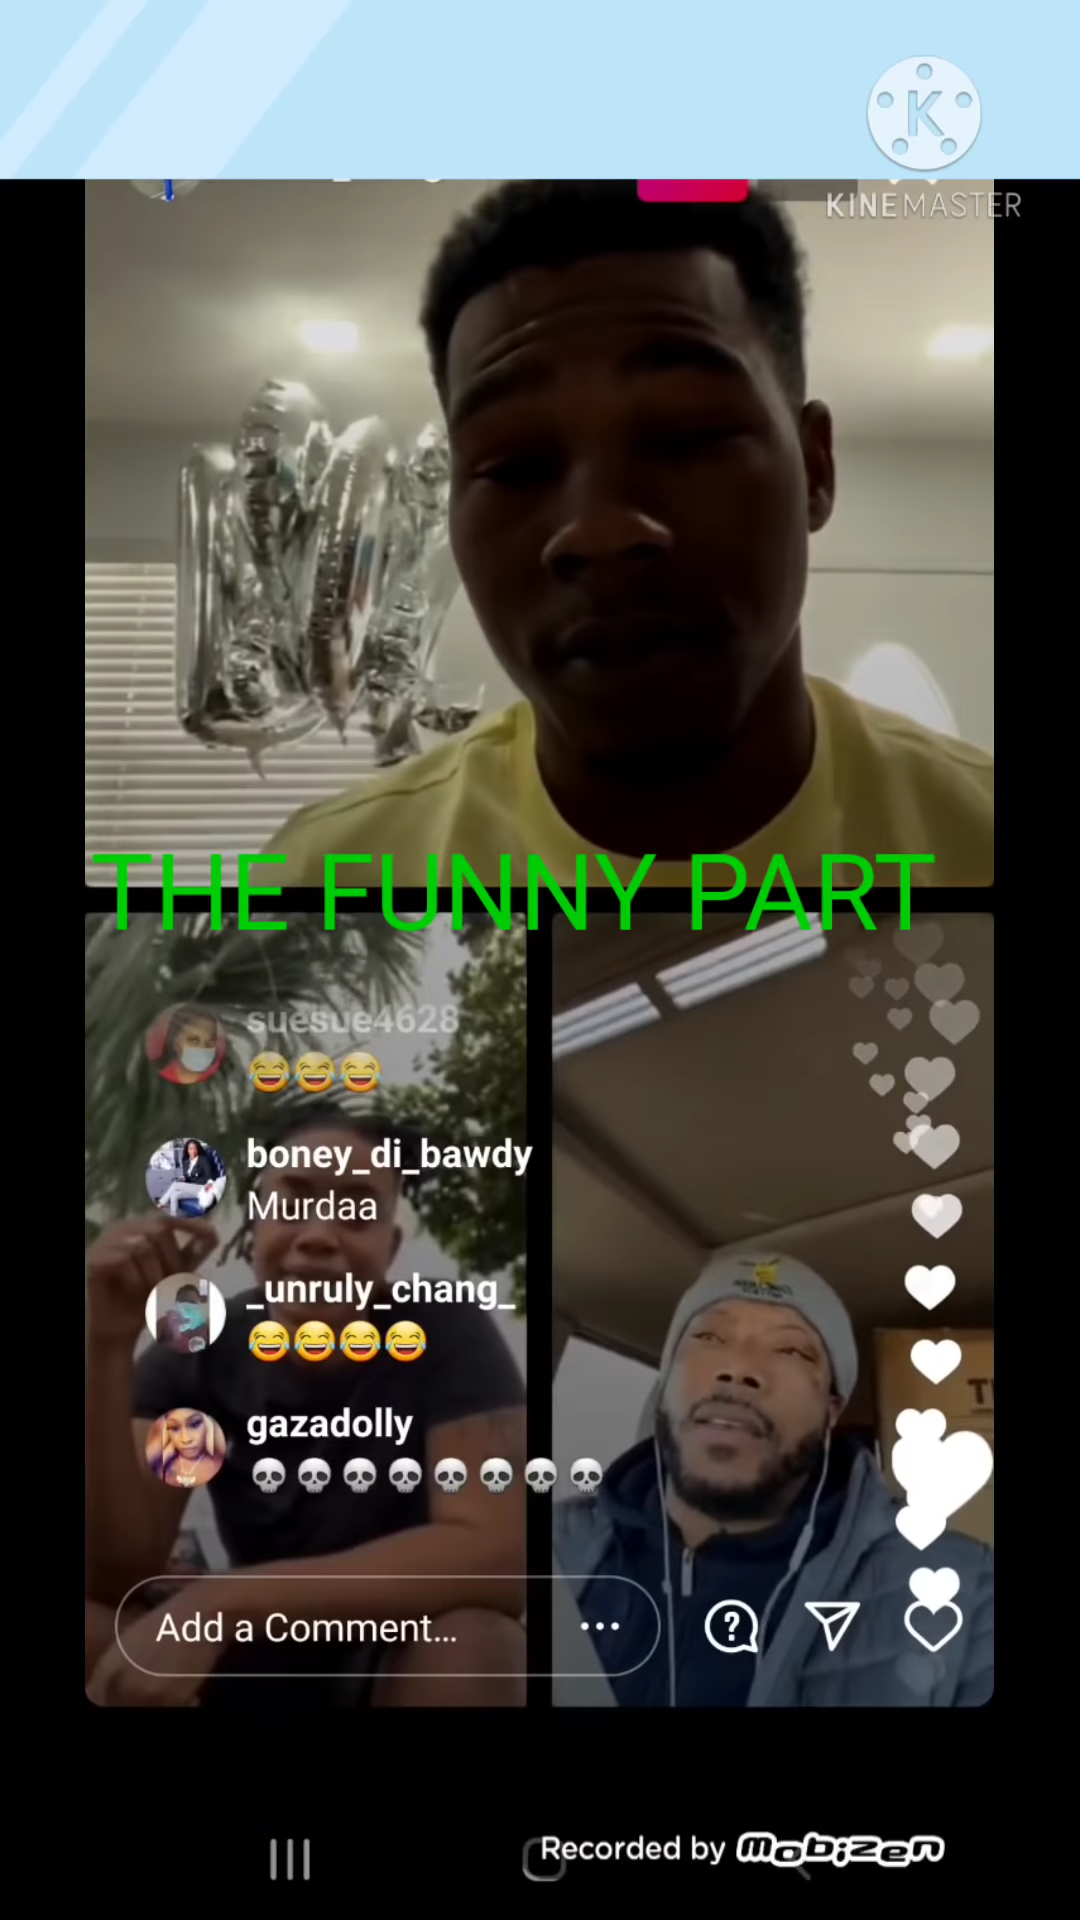 K
KINEMASTER
THE FUNNY PART
suesue4628
😂😂😂
boney_di_bawdy
Murdaa
_unruly_chang_
😂😂😂😂
gazadolly
💀💀💀💀💀💀💀💀
Add a Comment...
Recorded by mobizen